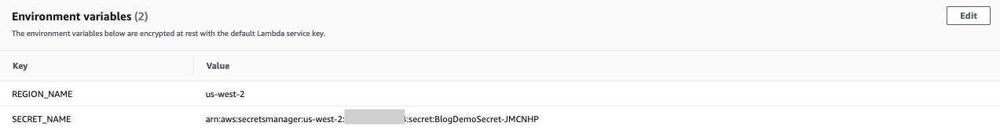 Environment variables (2)
Edit
The environment variables below are encrypted at rest with the default Lambda service key.
Key Value
REGION_NAME us-west-2
SECRET_NAME arn:aws:secretsmanager:us-west-2: :secret:BlogDemoSecret-JMCNHP